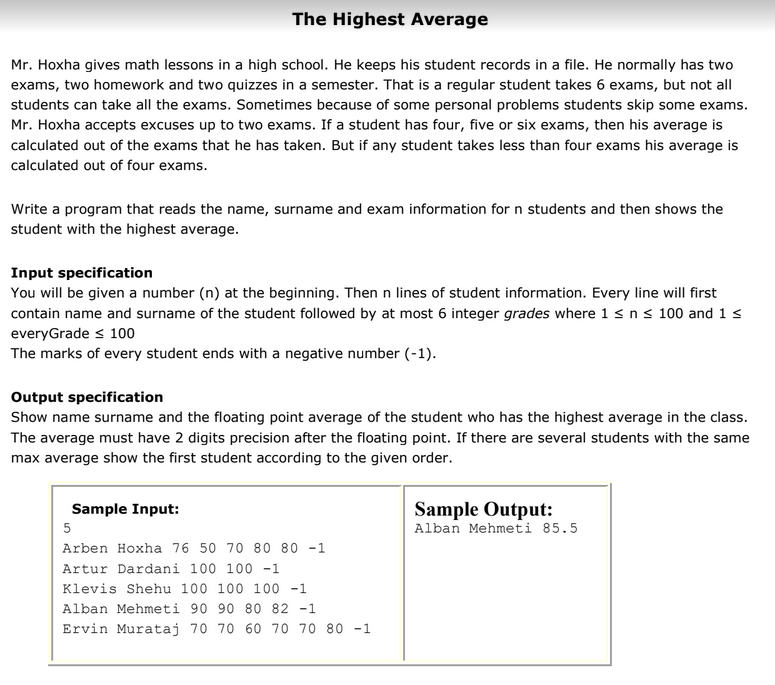 The Highest Average
Mr. Hoxha gives math lessons in a high school. He keeps his student records in a file. He normally has two
exams, two homework and two quizzes in a semester. That is a regular student takes 6 exams, but not all
students can take all the exams. Sometimes because of some personal problems students skip some exams.
Mr. Hoxha accepts excuses up to two exams. If a student has four, five or six exams, then his average is
calculated out of the exams that he has taken. But if any student takes less than four exams his average is
calculated out of four exams.
Write a program that reads the name, surname and exam information for n students and then shows the
student with the highest average.
Input specification
You will be given a number (n) at the beginning. Then n lines of student information. Every line will first
contain name and surname of the student followed by at most 6 integer grades where 1 ≤ n ≤ 100 and 1 ≤
everyGrade ≤ 100
The marks of every student ends with a negative number (-1).
Output specification
Show name surname and the floating point average of the student who has the highest average in the class.
The average must have 2 digits precision after the floating point. If there are several students with the same
max average show the first student according to the given order.
Sample Input:
5
Arben Hoxha 76 50 70 80 80 -1
Artur Dardani 100 100 -1
Klevis Shehu 100 100 100 -1
Alban Mehmeti 90 90 80 82 -1
Ervin Murataj 70 70 60 70 70 80 -1
Sample Output:
Alban Mehmeti 85.5